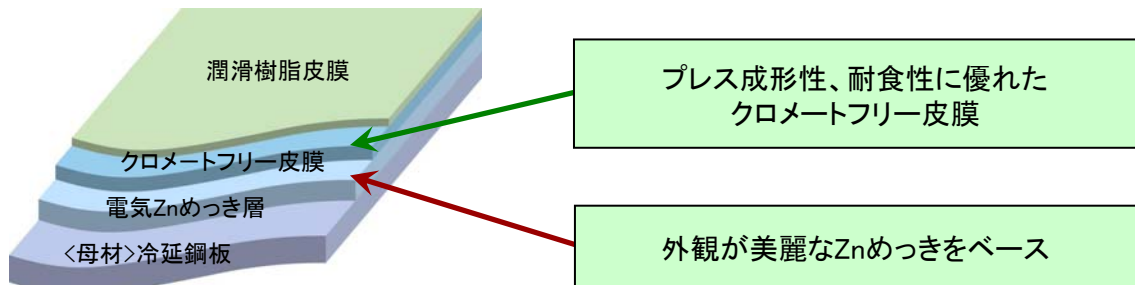 潤滑樹脂皮膜
クロメートフリー皮膜
電気Znめっき層
<母材>冷延鋼板
プレス成形性、耐食性に優れた
クロメートフリー皮膜
外観が美麗なZnめっきをベース